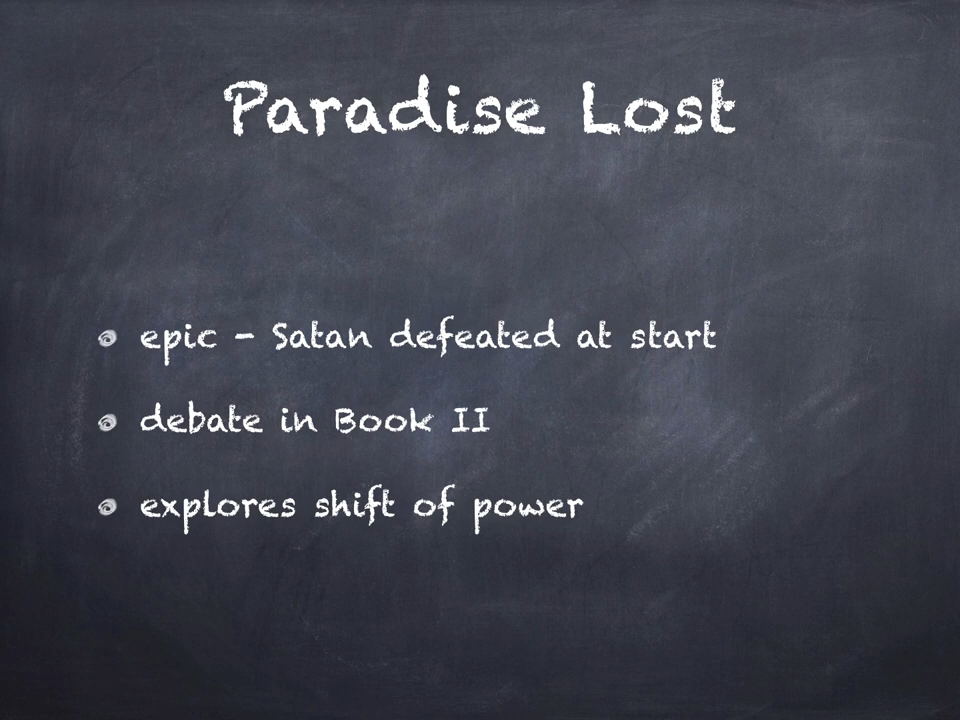 Paradise Lost
epic - Satan defeated at start
debate in Book II
explores shift of power